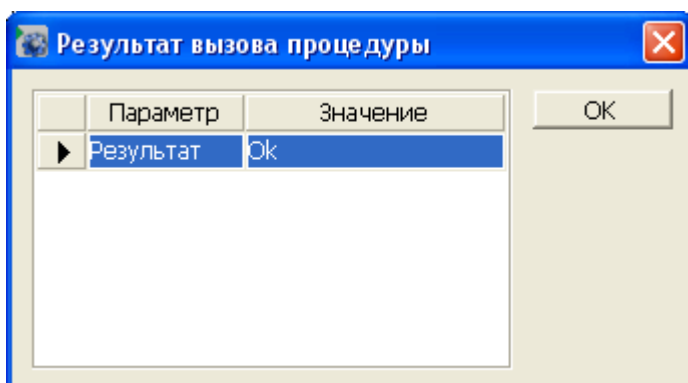 Результат вызова процедуры
Параметр Значение OK
Результат Ok